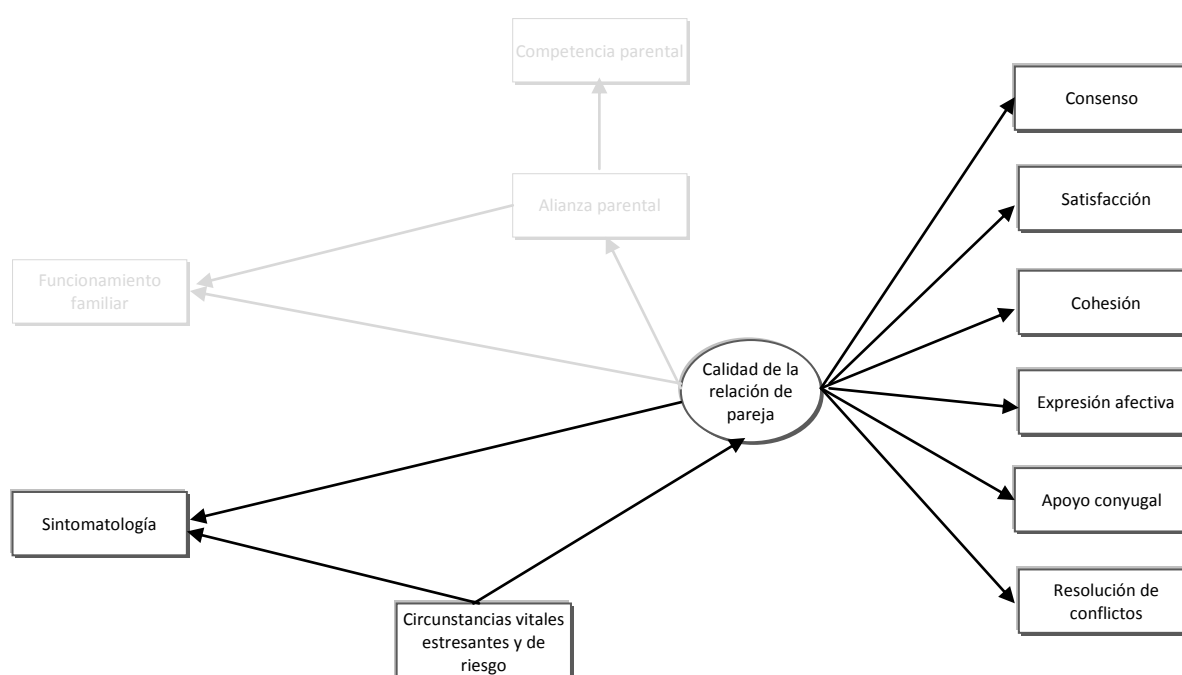 Competencia parental
Consenso
Alianza parental
Satisfacción
Funcionamiento
familiar
Cohesión
Calidad de la
relación de
pareja
Expresión afectiva
Sintomatología
Apoyo conyugal
Circunstancias vitales
estresantes y de
riesgo
Resolución de
conflictos